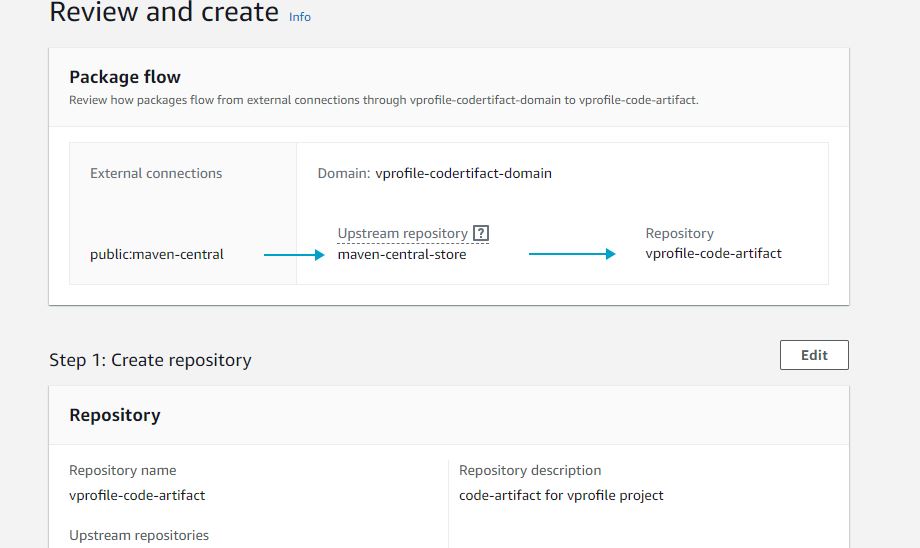 Review and create Info
Package flow
Review how packages flow from external connections through vprofile-codertifact-domain to vprofile-code-artifact.
External connections
Domain: vprofile-codertifact-domain
Upstream repository ?
Repository
public:maven-central
maven-central-store
vprofile-code-artifact
Step 1: Create repository
Edit
Repository
Repository name
Repository description
vprofile-code-artifact
code-artifact for vprofile project
Upstream repositories